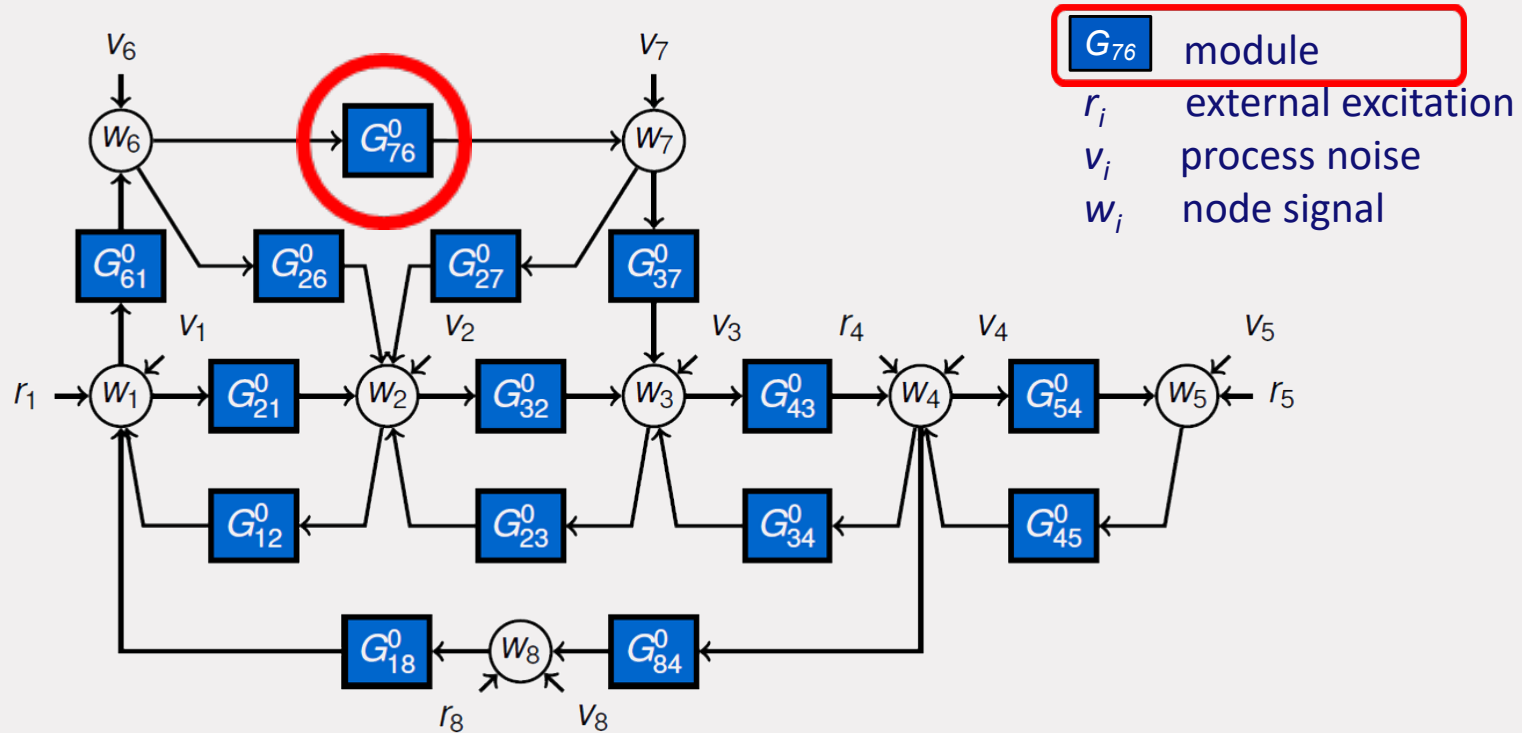 G₇₆ module
rᵢ external excitation
vᵢ process noise
wᵢ node signal
v₆ v₇
w₆ G⁰₇₆ w₇
G⁰₆₁ G⁰₂₆ G⁰₂₇ G⁰₃₇
v₁ v₂ v₃ r₄ v₄ v₅
r₁ w₁ G⁰₂₁ w₂ G⁰₃₂ w₃ G⁰₄₃ w₄ G⁰₅₄ w₅ r₅
G⁰₁₂ G⁰₂₃ G⁰₃₄ G⁰₄₅
G⁰₁₈ w₈ G⁰₈₄
r₈ v₈